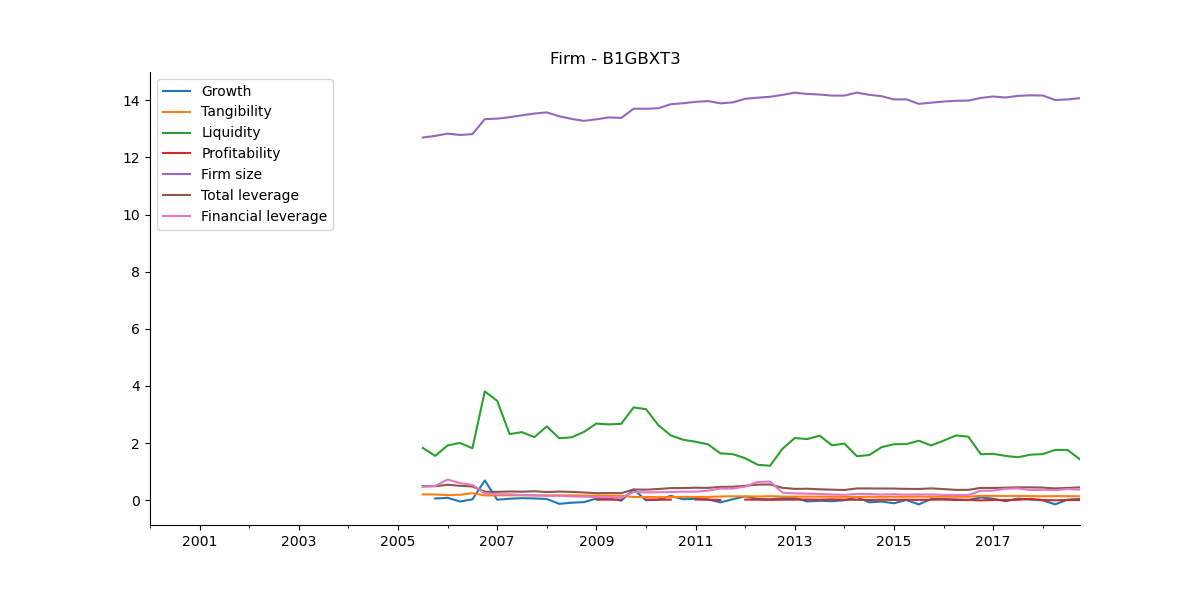 Firm - B1GBXT3
Growth
Tangibility
Liquidity
Profitability
Firm size
Total leverage
Financial leverage
14
12
10
8
6
4
2
0
2001 2003 2005 2007 2009 2011 2013 2015 2017